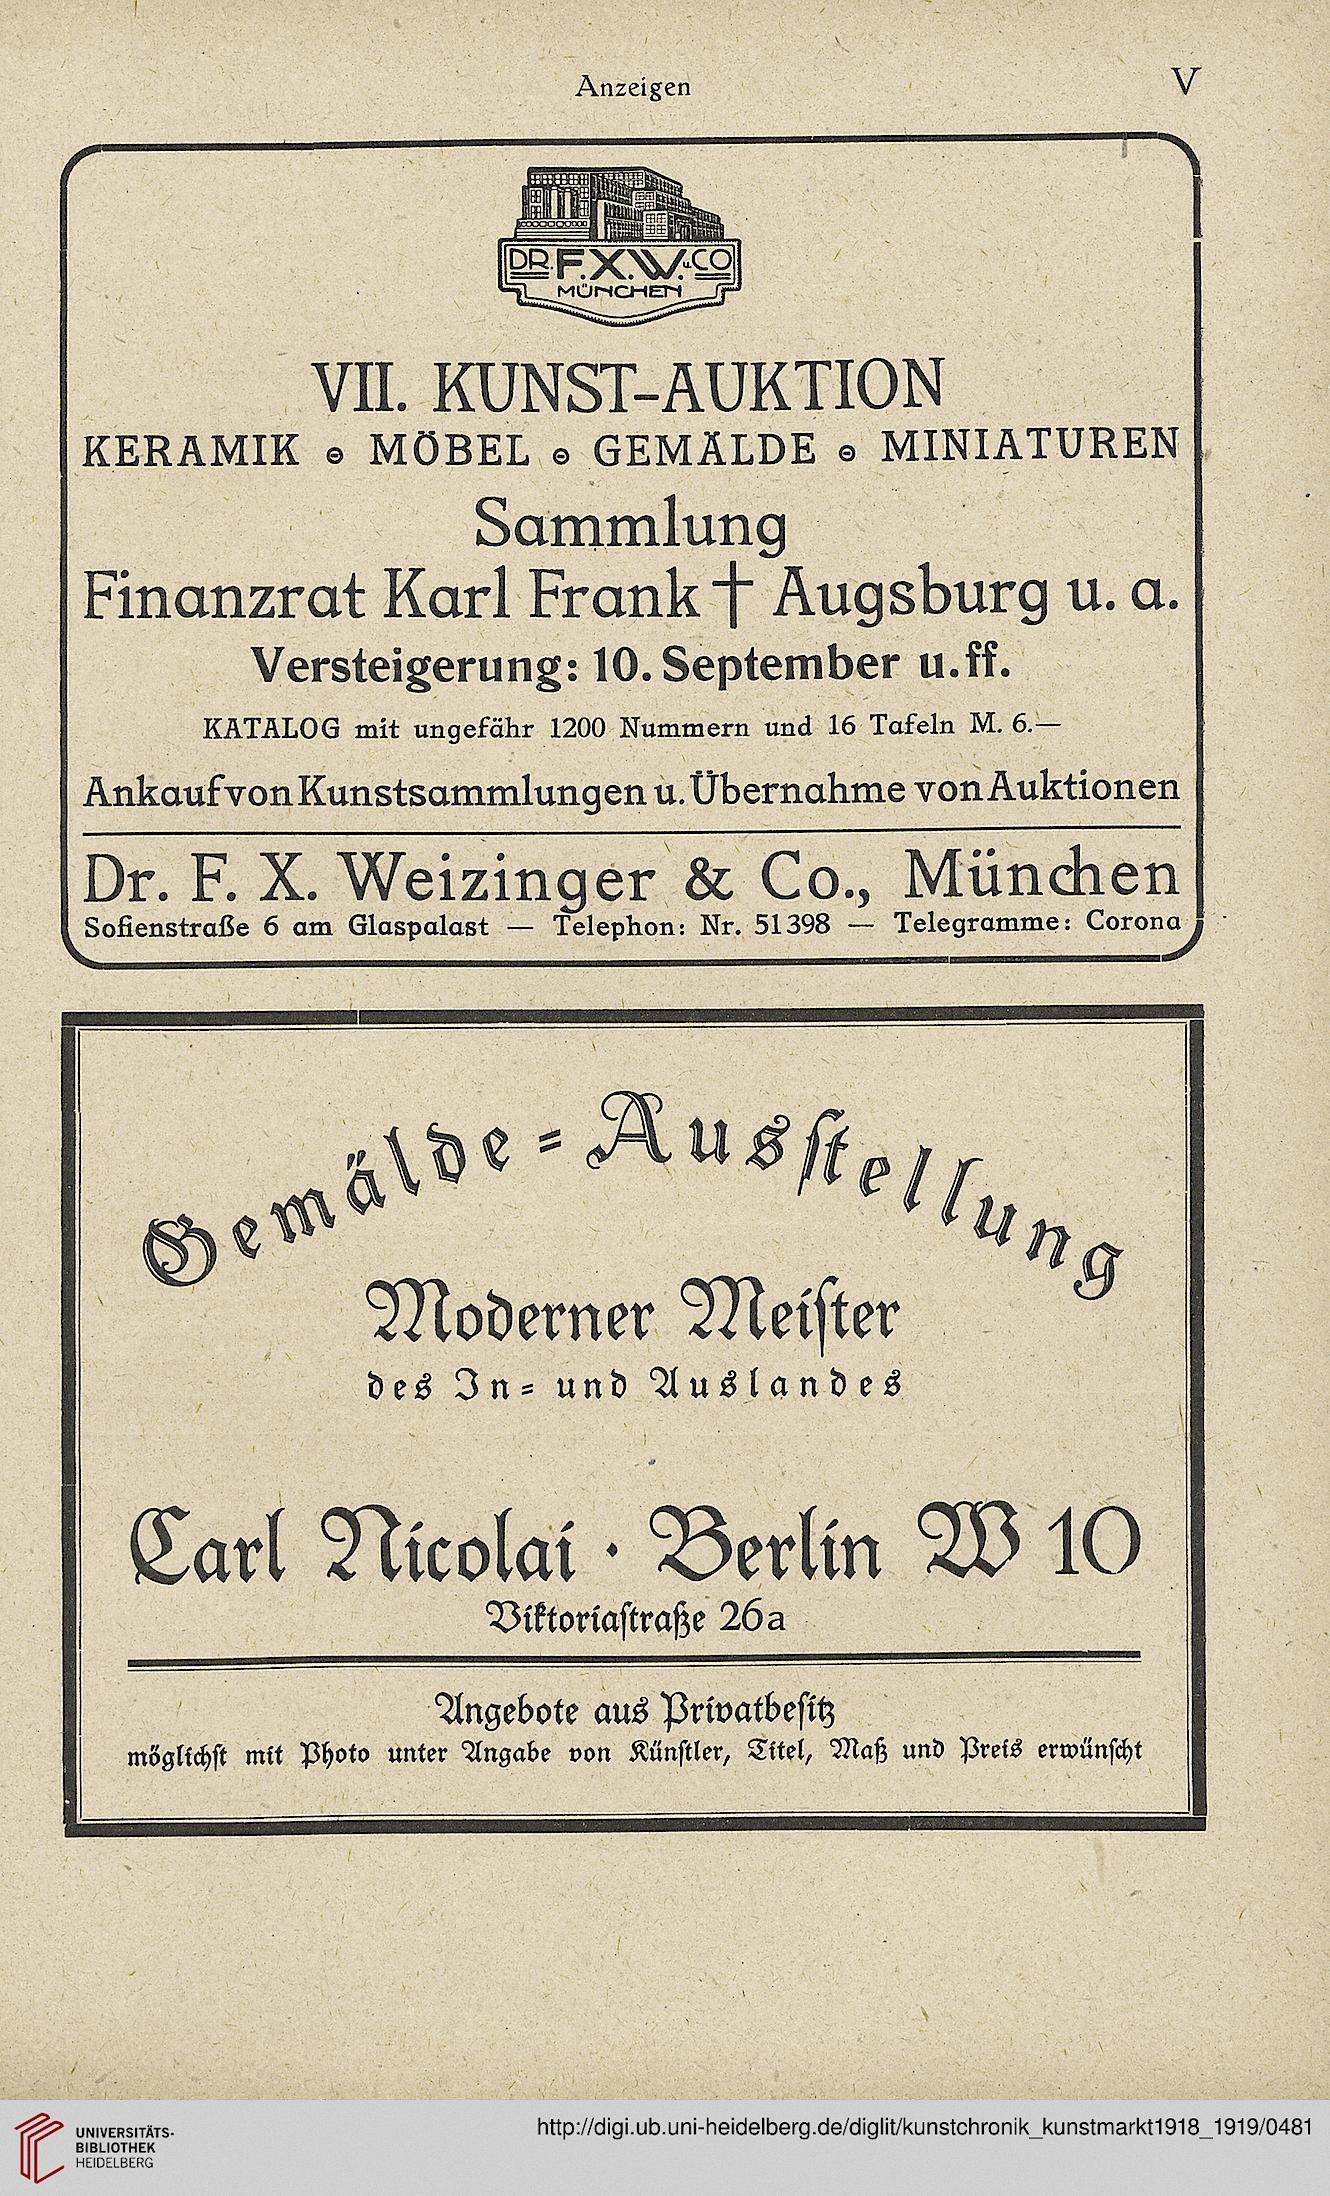 Anzeigen
V
DR. F.X.W. u. CO
MÜNCHEN
VII. KUNST-AUKTION
KERAMIK ⊖ MÖBEL ⊖ GEMÄLDE ⊖ MINIATUREN
Sammlung
Finanzrat Karl Frank † Augsburg u. a.
Versteigerung: 10. September u. ff.
KATALOG mit ungefähr 1200 Nummern und 16 Tafeln M. 6.—
Ankauf von Kunstsammlungen u. Übernahme von Auktionen
Dr. F. X. Weizinger & Co., München
Sofienstraße 6 am Glaspalast — Telephon: Nr. 51398 — Telegramme: Corona
Gemälde-Ausſtellung
Moderner Meiſter
des In- und Auslandes
Carl Nicolai · Berlin W 10
Viktoriaſtraße 26a
Angebote aus Privatbeſitz
möglichſt mit Photo unter Angabe von Künſtler, Titel, Maß und Preis erwünſcht
UNIVERSITÄTS-
BIBLIOTHEK
HEIDELBERG
http://digi.ub.uni-heidelberg.de/diglit/kunstchronik_kunstmarkt1918_1919/0481